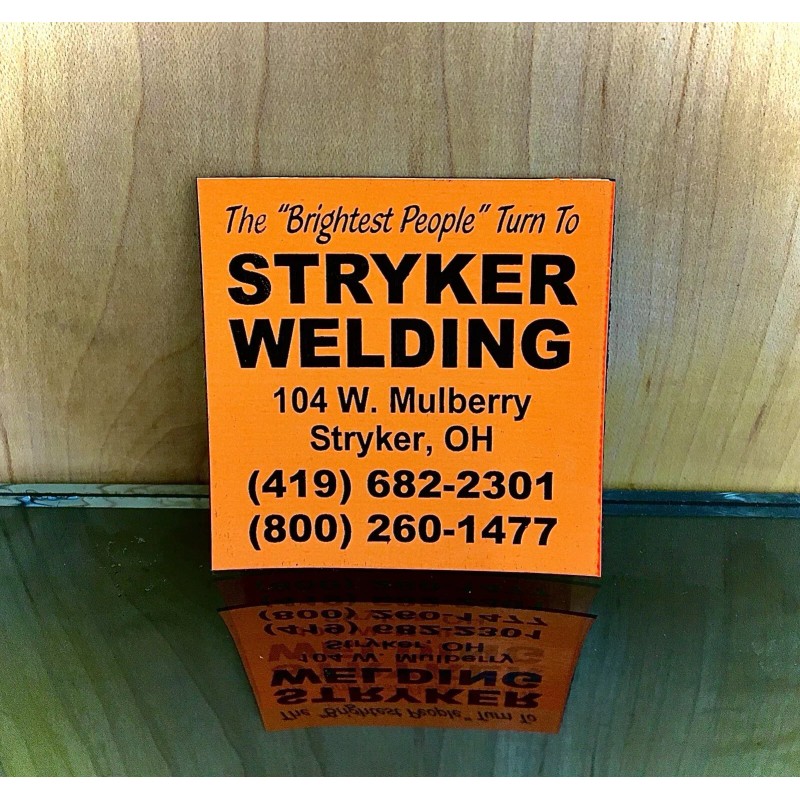 The "Brightest People" Turn To
STRYKER
WELDING
104 W. Mulberry
Stryker, OH
(419) 682-2301
(800) 260-1477